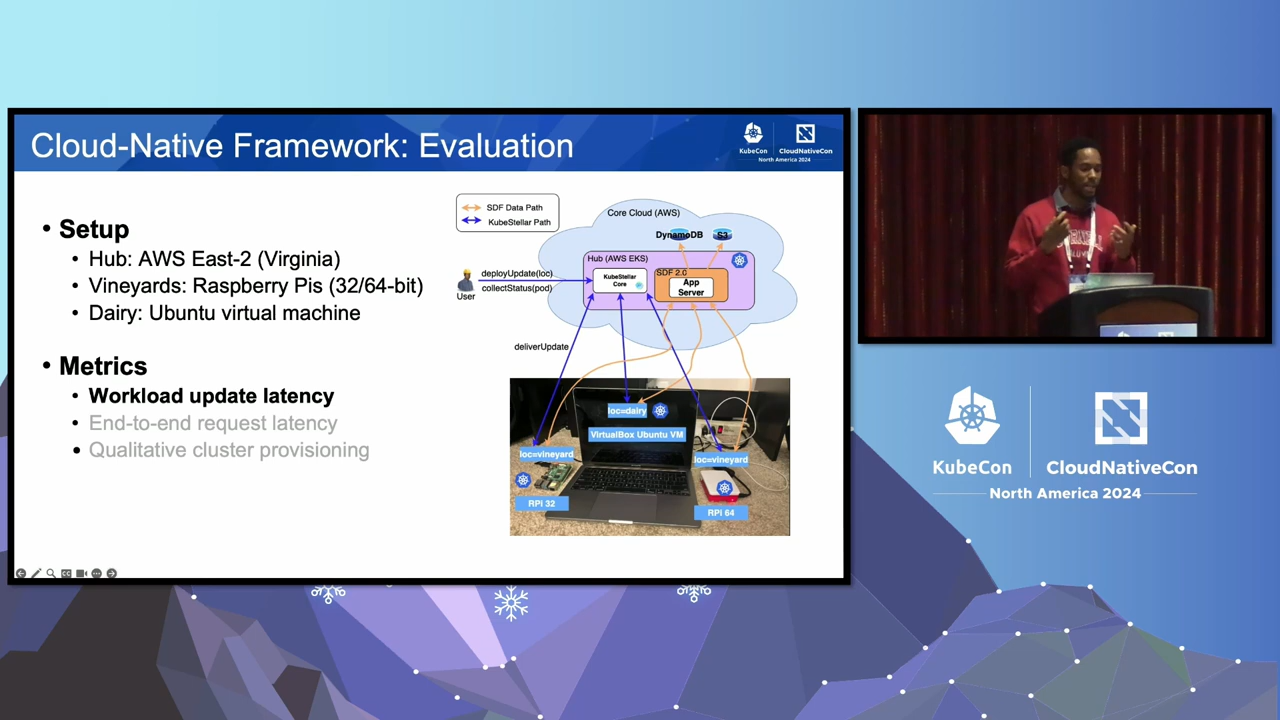 Cloud-Native Framework: Evaluation
KubeCon
CloudNativeCon
North America 2024
• Setup
• Hub: AWS East-2 (Virginia)
• Vineyards: Raspberry Pis (32/64-bit)
• Dairy: Ubuntu virtual machine
• Metrics
• Workload update latency
• End-to-end request latency
• Qualitative cluster provisioning
SDF Data Path
KubeStellar Path
Core Cloud (AWS)
DynamoDB
S3
Hub (AWS EKS)
KubeStellar
Core
SDF 2.0
App
Server
deployUpdate(loc)
collectStatus(pod)
User
deliverUpdate
loc=dairy
VirtualBox Ubuntu VM
loc=vineyard
loc=vineyard
RPI 32
RPI 64
KubeCon
CloudNativeCon
North America 2024